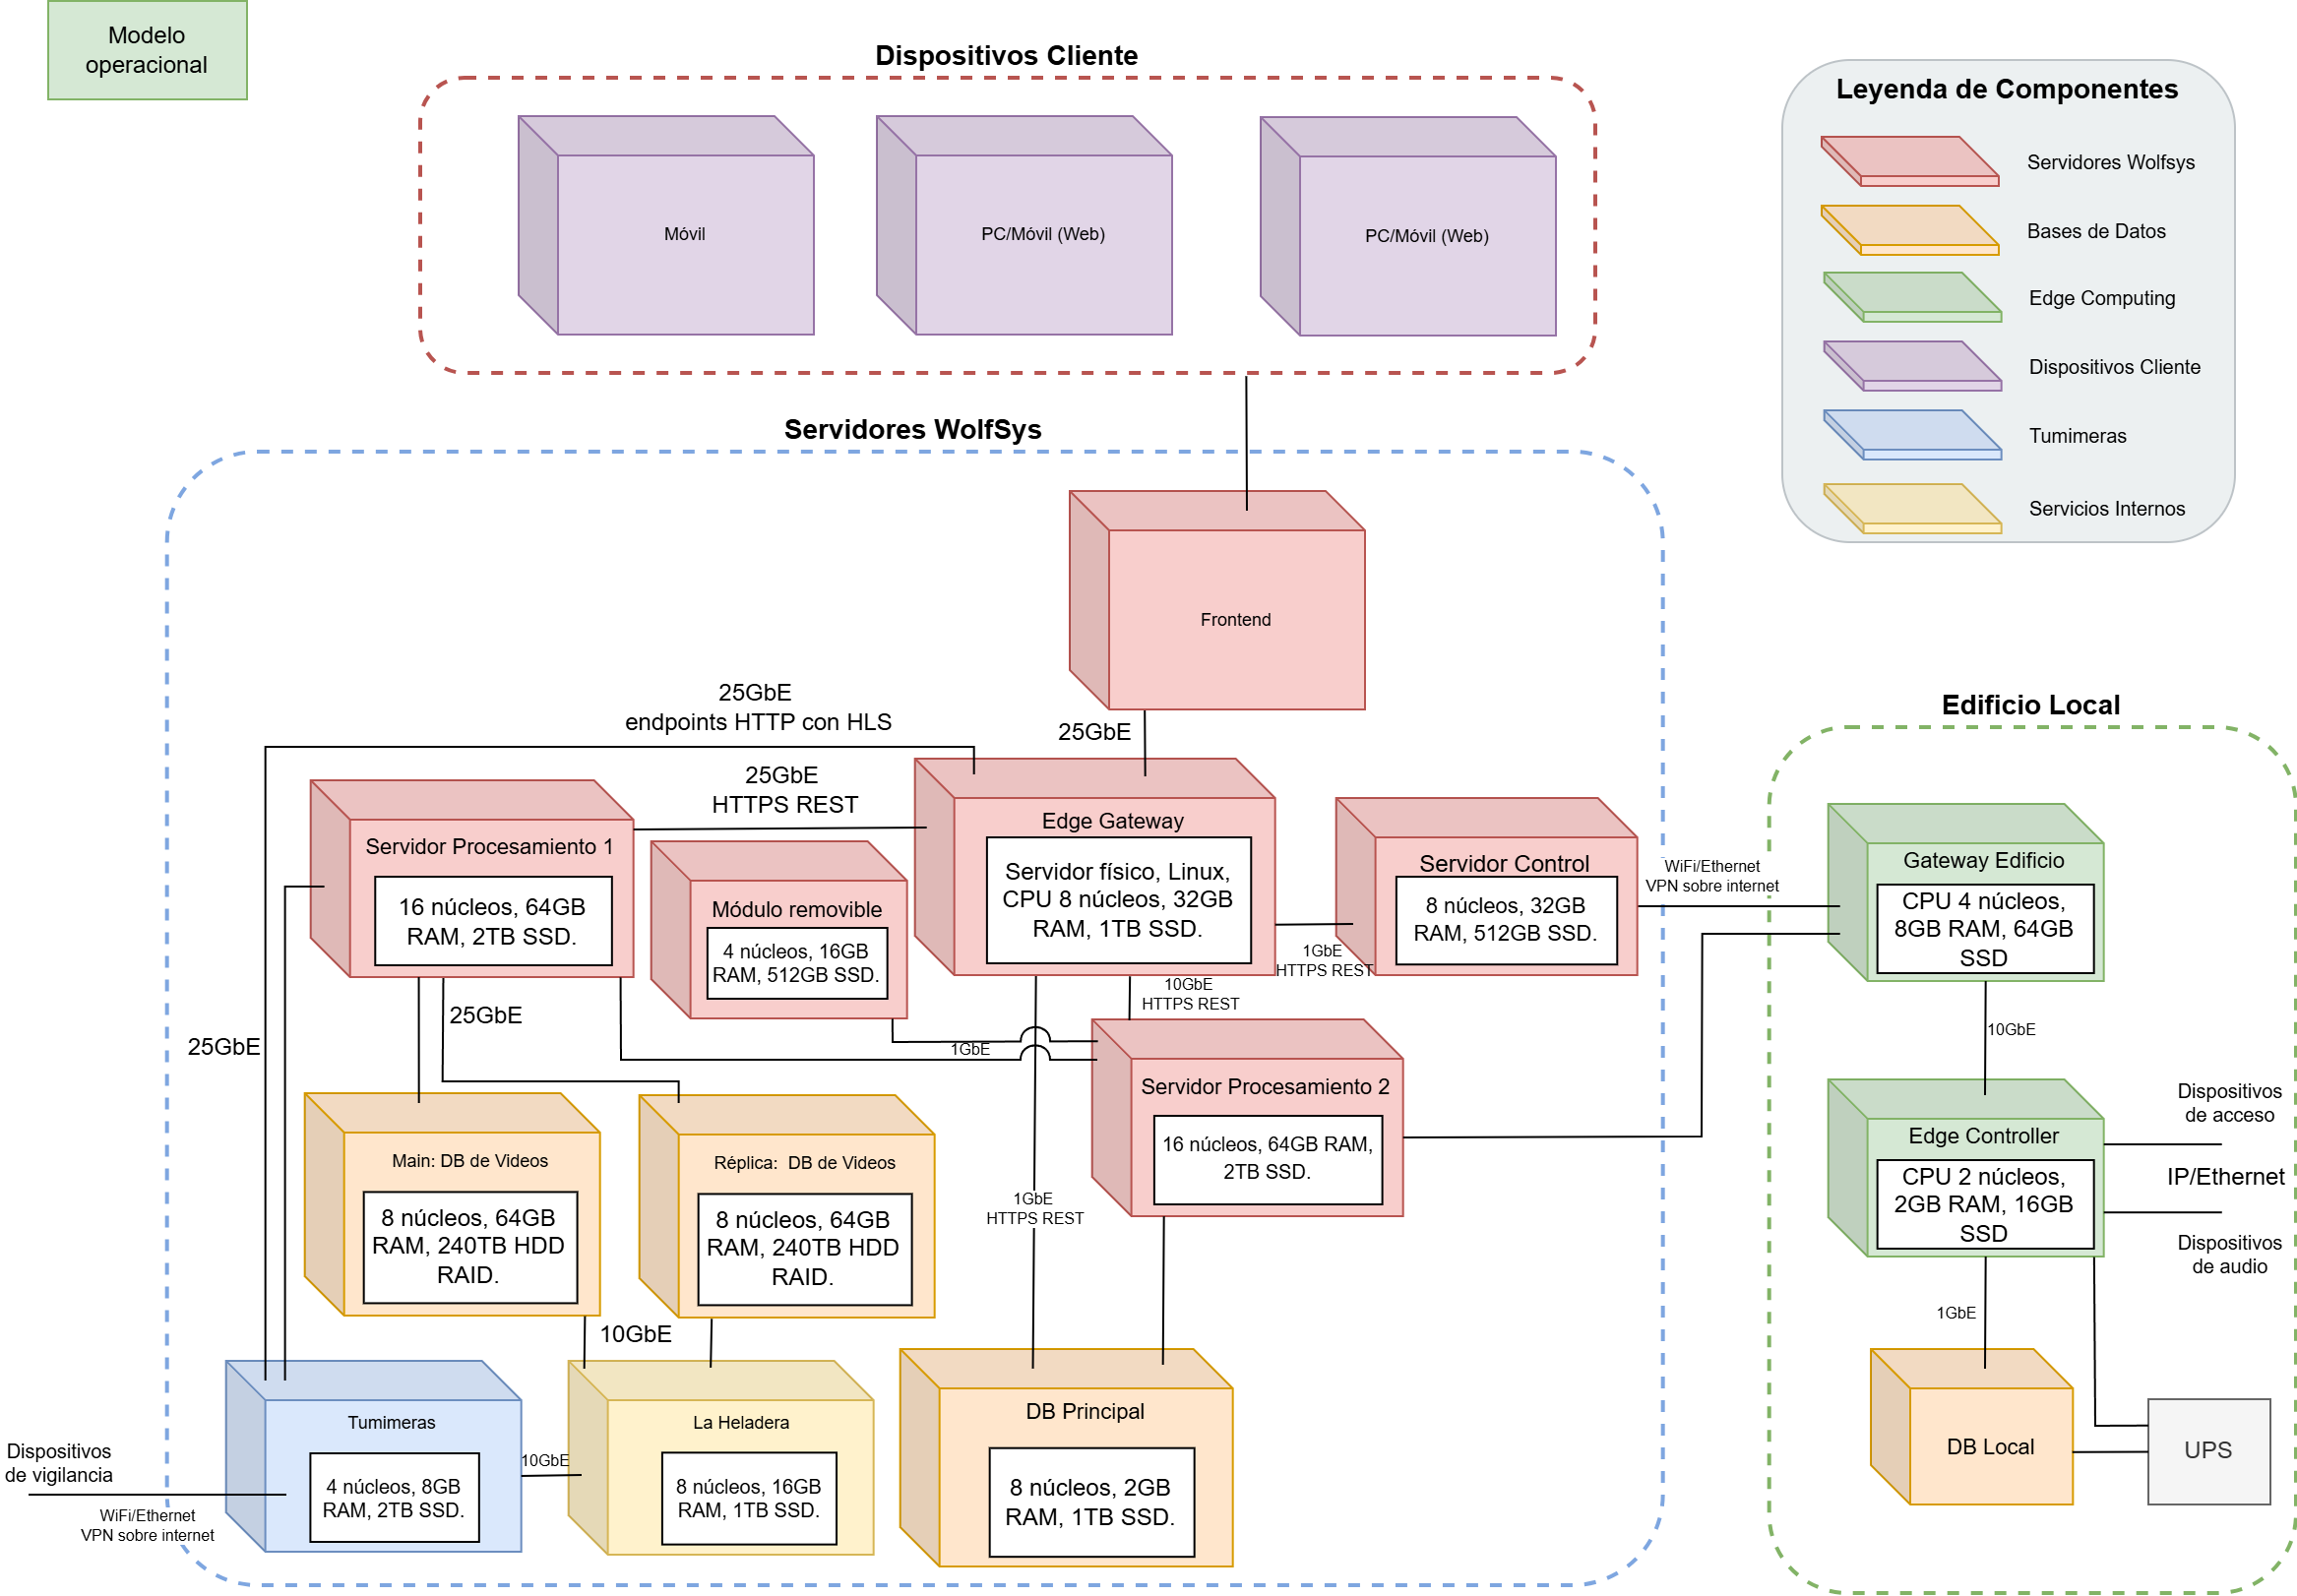 Modelo
operacional
Dispositivos Cliente
Móvil
PC/Móvil (Web)
PC/Móvil (Web)
Leyenda de Componentes
Servidores Wolfsys
Bases de Datos
Edge Computing
Dispositivos Cliente
Tumimeras
Servicios Internos
Servidores WolfSys
Frontend
25GbE
endpoints HTTP con HLS
25GbE
25GbE
HTTPS REST
Servidor Procesamiento 1
16 núcleos, 64GB
RAM, 2TB SSD.
Módulo removible
4 núcleos, 16GB
RAM, 512GB SSD.
Edge Gateway
Servidor físico, Linux,
CPU 8 núcleos, 32GB
RAM, 1TB SSD.
1GbE
HTTPS REST
Servidor Control
8 núcleos, 32GB
RAM, 512GB SSD.
WiFi/Ethernet
VPN sobre internet
10GbE
HTTPS REST
25GbE
25GbE
1GbE
Servidor Procesamiento 2
16 núcleos, 64GB RAM,
2TB SSD.
Main: DB de Videos
8 núcleos, 64GB
RAM, 240TB HDD
RAID.
Réplica:  DB de Videos
8 núcleos, 64GB
RAM, 240TB HDD
RAID.
1GbE
HTTPS REST
10GbE
Tumimeras
4 núcleos, 8GB
RAM, 2TB SSD.
10GbE
La Heladera
8 núcleos, 16GB
RAM, 1TB SSD.
DB Principal
8 núcleos, 2GB
RAM, 1TB SSD.
Dispositivos
de vigilancia
WiFi/Ethernet
VPN sobre internet
Edificio Local
Gateway Edificio
CPU 4 núcleos,
8GB RAM, 64GB
SSD
10GbE
Edge Controller
CPU 2 núcleos,
2GB RAM, 16GB
SSD
Dispositivos
de acceso
IP/Ethernet
Dispositivos
de audio
1GbE
DB Local
UPS